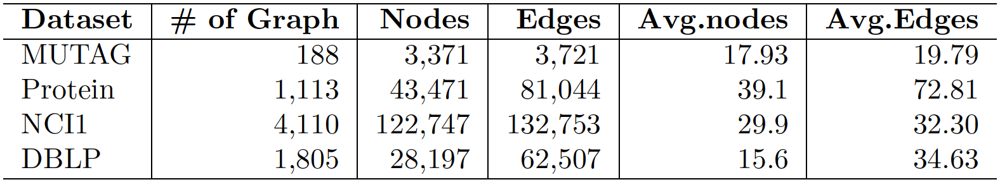 Dataset # of Graph Nodes Edges Avg.nodes Avg.Edges
MUTAG 188 3,371 3,721 17.93 19.79
Protein 1,113 43,471 81,044 39.1 72.81
NCI1 4,110 122,747 132,753 29.9 32.30
DBLP 1,805 28,197 62,507 15.6 34.63